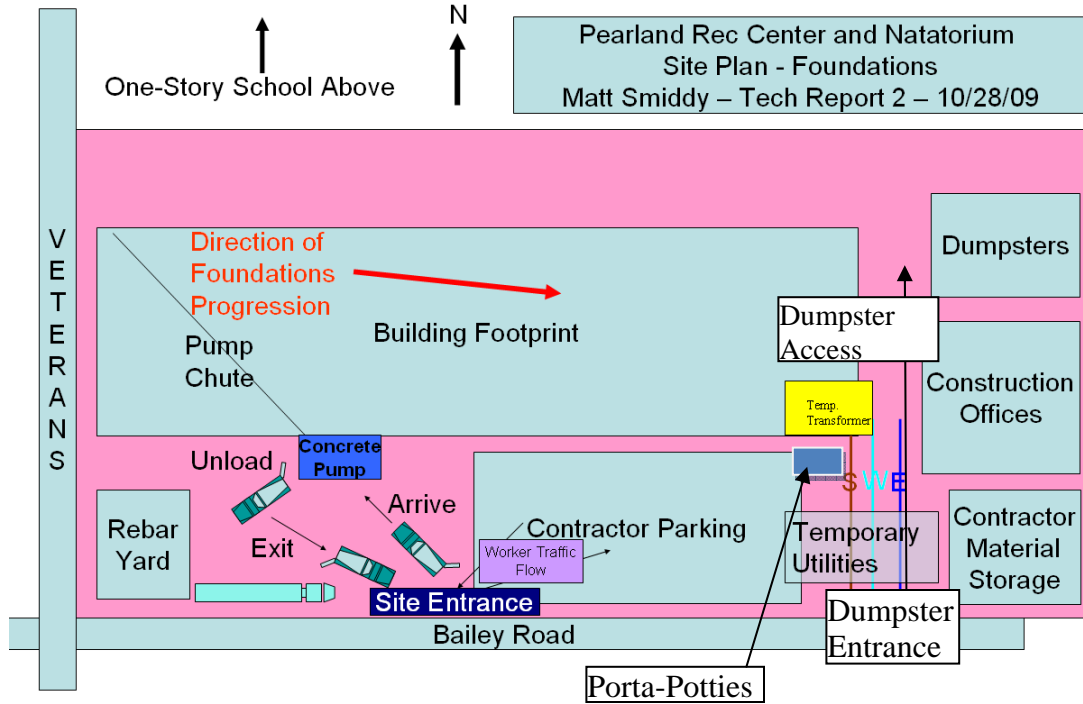 N
One-Story School Above
Pearland Rec Center and Natatorium
Site Plan - Foundations
Matt Smiddy – Tech Report 2 – 10/28/09
VETERANS
Direction of
Foundations
Progression
Building Footprint
Pump
Chute
Dumpsters
Dumpster
Access
Construction
Offices
Temp.
Transformer
Concrete
Pump
Unload
Arrive
Exit
Rebar
Yard
Contractor Parking
Worker Traffic
Flow
S W E
Temporary
Utilities
Contractor
Material
Storage
Site Entrance
Dumpster
Entrance
Bailey Road
Porta-Potties